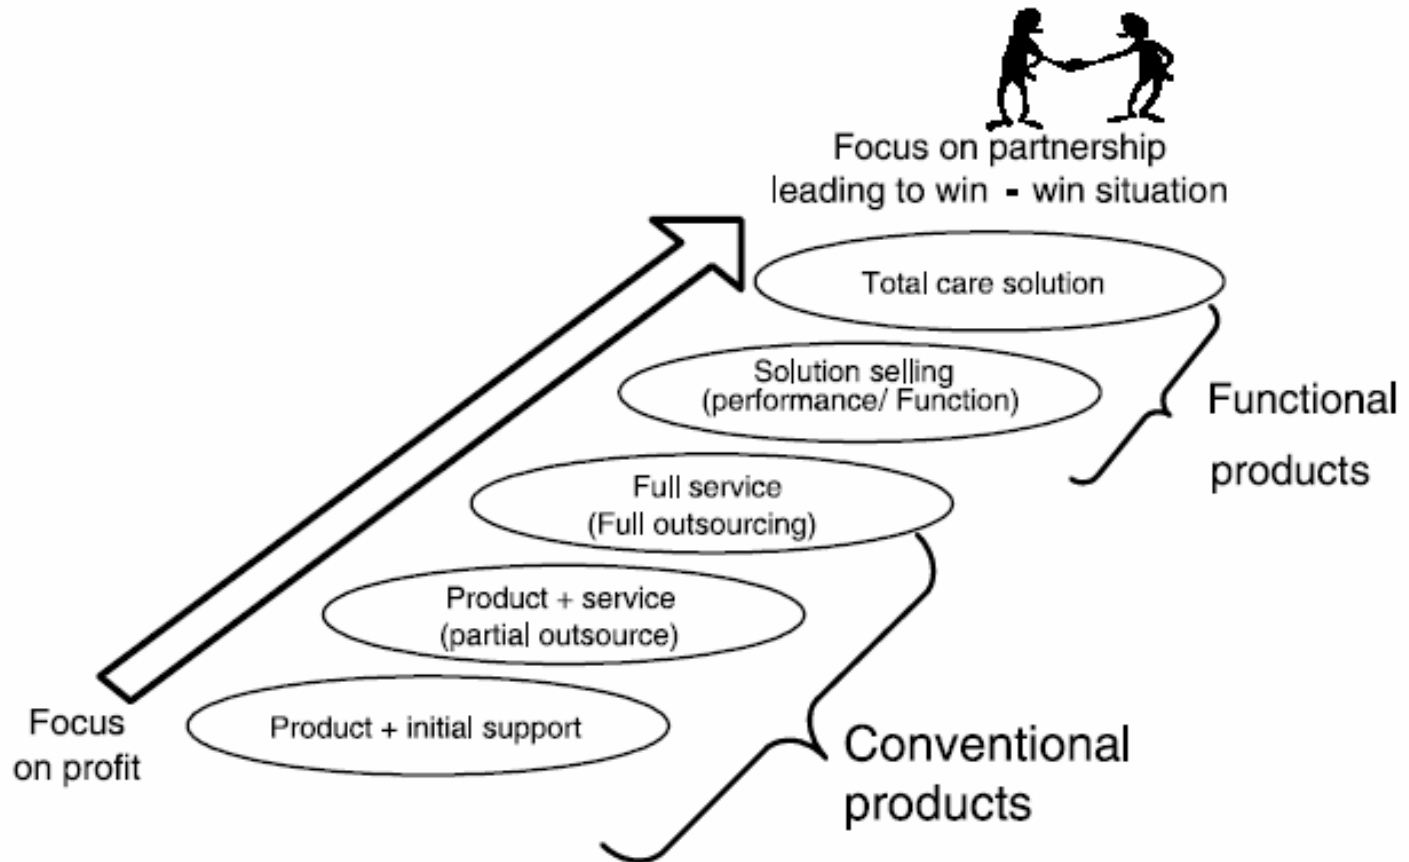 Focus on partnership
leading to win - win situation
Total care solution
Solution selling
(performance/ Function)
Functional
products
Full service
(Full outsourcing)
Product + service
(partial outsource)
Product + initial support
Focus
on profit
Conventional
products